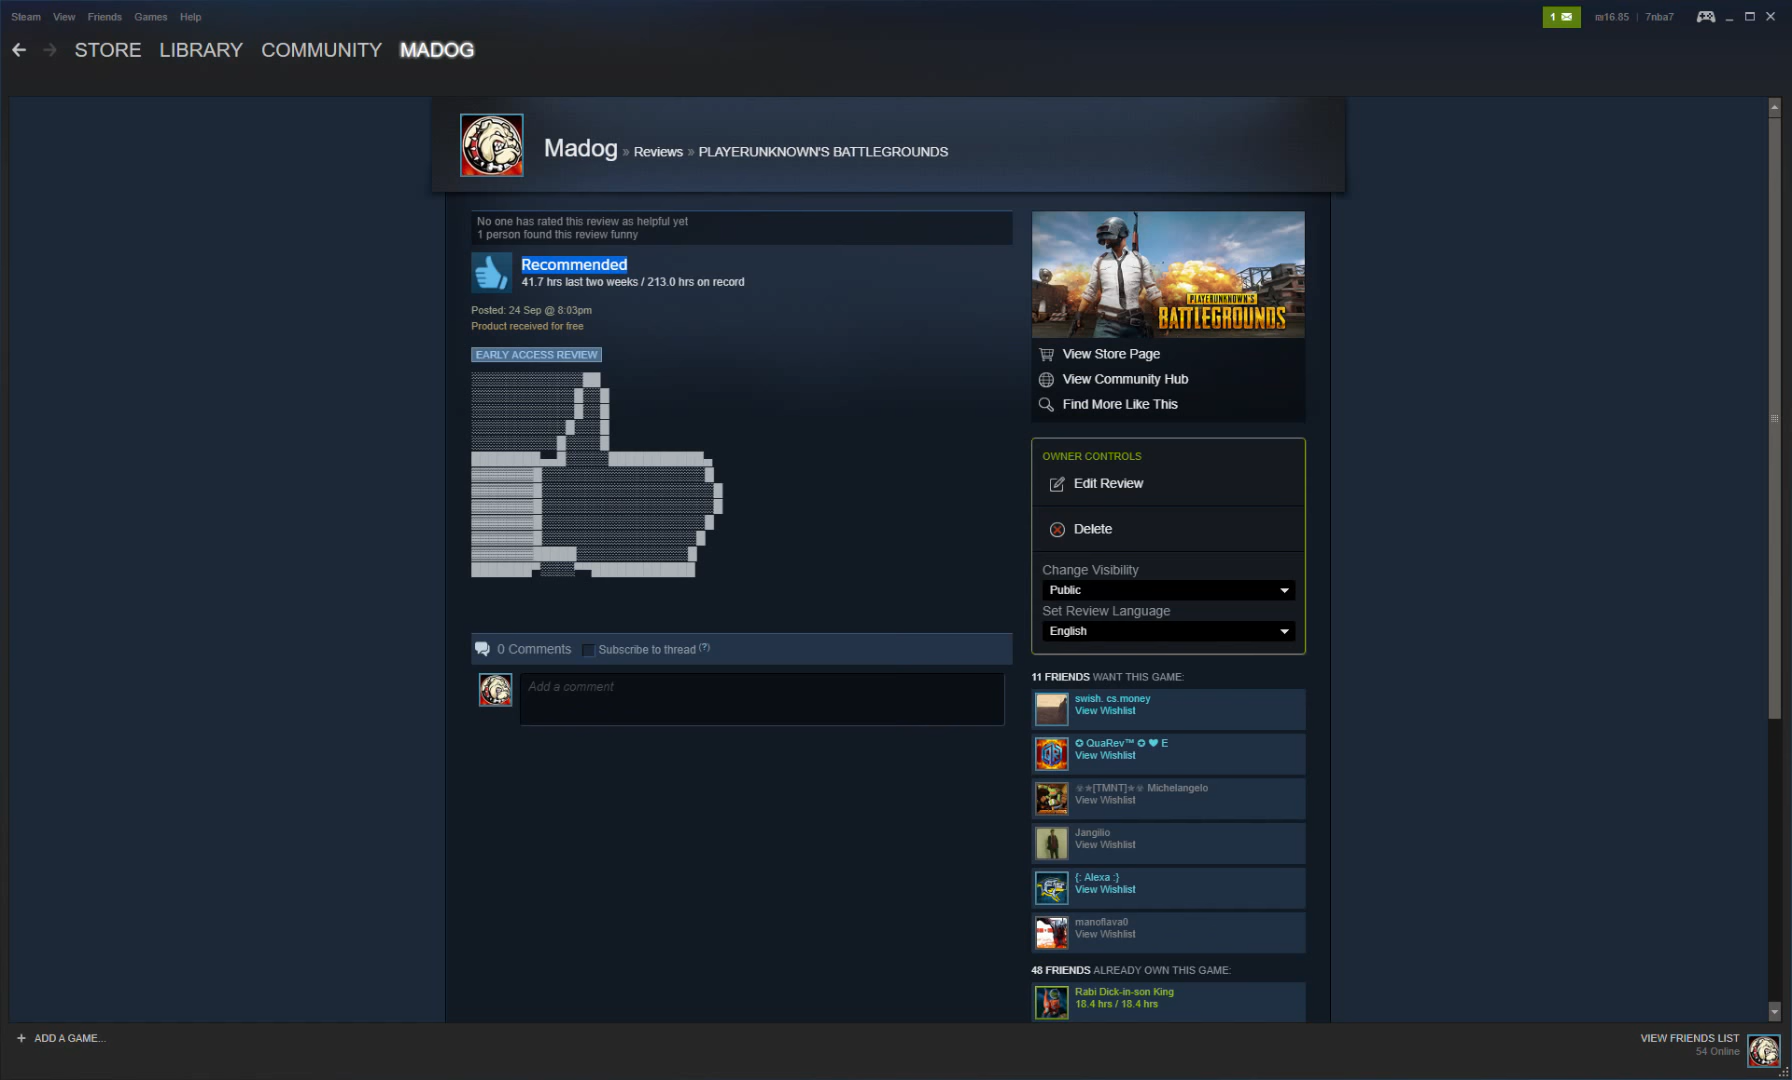 Steam View Friends Games Help
1 ₪16.85 | 7nba7
STORE LIBRARY COMMUNITY MADOG
Madog » Reviews » PLAYERUNKNOWN'S BATTLEGROUNDS
No one has rated this review as helpful yet
1 person found this review funny
Recommended
41.7 hrs last two weeks / 213.0 hrs on record
Posted: 24 Sep @ 8:03pm
Product received for free
EARLY ACCESS REVIEW
0 Comments Subscribe to thread (?)
Add a comment
PLAYERUNKNOWN'S
BATTLEGROUNDS
View Store Page
View Community Hub
Find More Like This
OWNER CONTROLS
Edit Review
Delete
Change Visibility
Public
Set Review Language
English
11 FRIENDS WANT THIS GAME:
swish. cs.money
View Wishlist
✪ QuaRev™ ✪ ♥ E
View Wishlist
☣★[TMNT]★☣ Michelangelo
View Wishlist
Jangilio
View Wishlist
{: Alexa :}
View Wishlist
manoflava0
View Wishlist
48 FRIENDS ALREADY OWN THIS GAME:
Rabi Dick-in-son King
18.4 hrs / 18.4 hrs
+ ADD A GAME...
VIEW FRIENDS LIST
54 Online